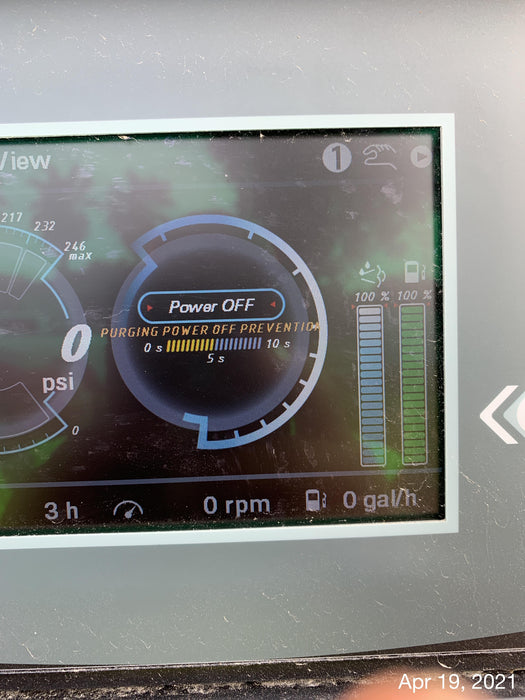 View
1
217
232
246
max
0
psi
0
Power OFF
PURGING POWER OFF PREVENTION
0 s 10 s
5 s
100 % 100 %
3 h 0 rpm 0 gal/h
Apr 19, 2021